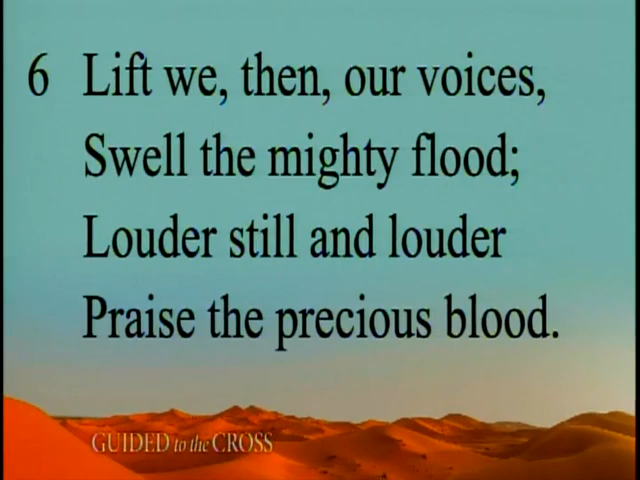 6 Lift we, then, our voices,
Swell the mighty flood;
Louder still and louder
Praise the precious blood.
GUIDED to the CROSS